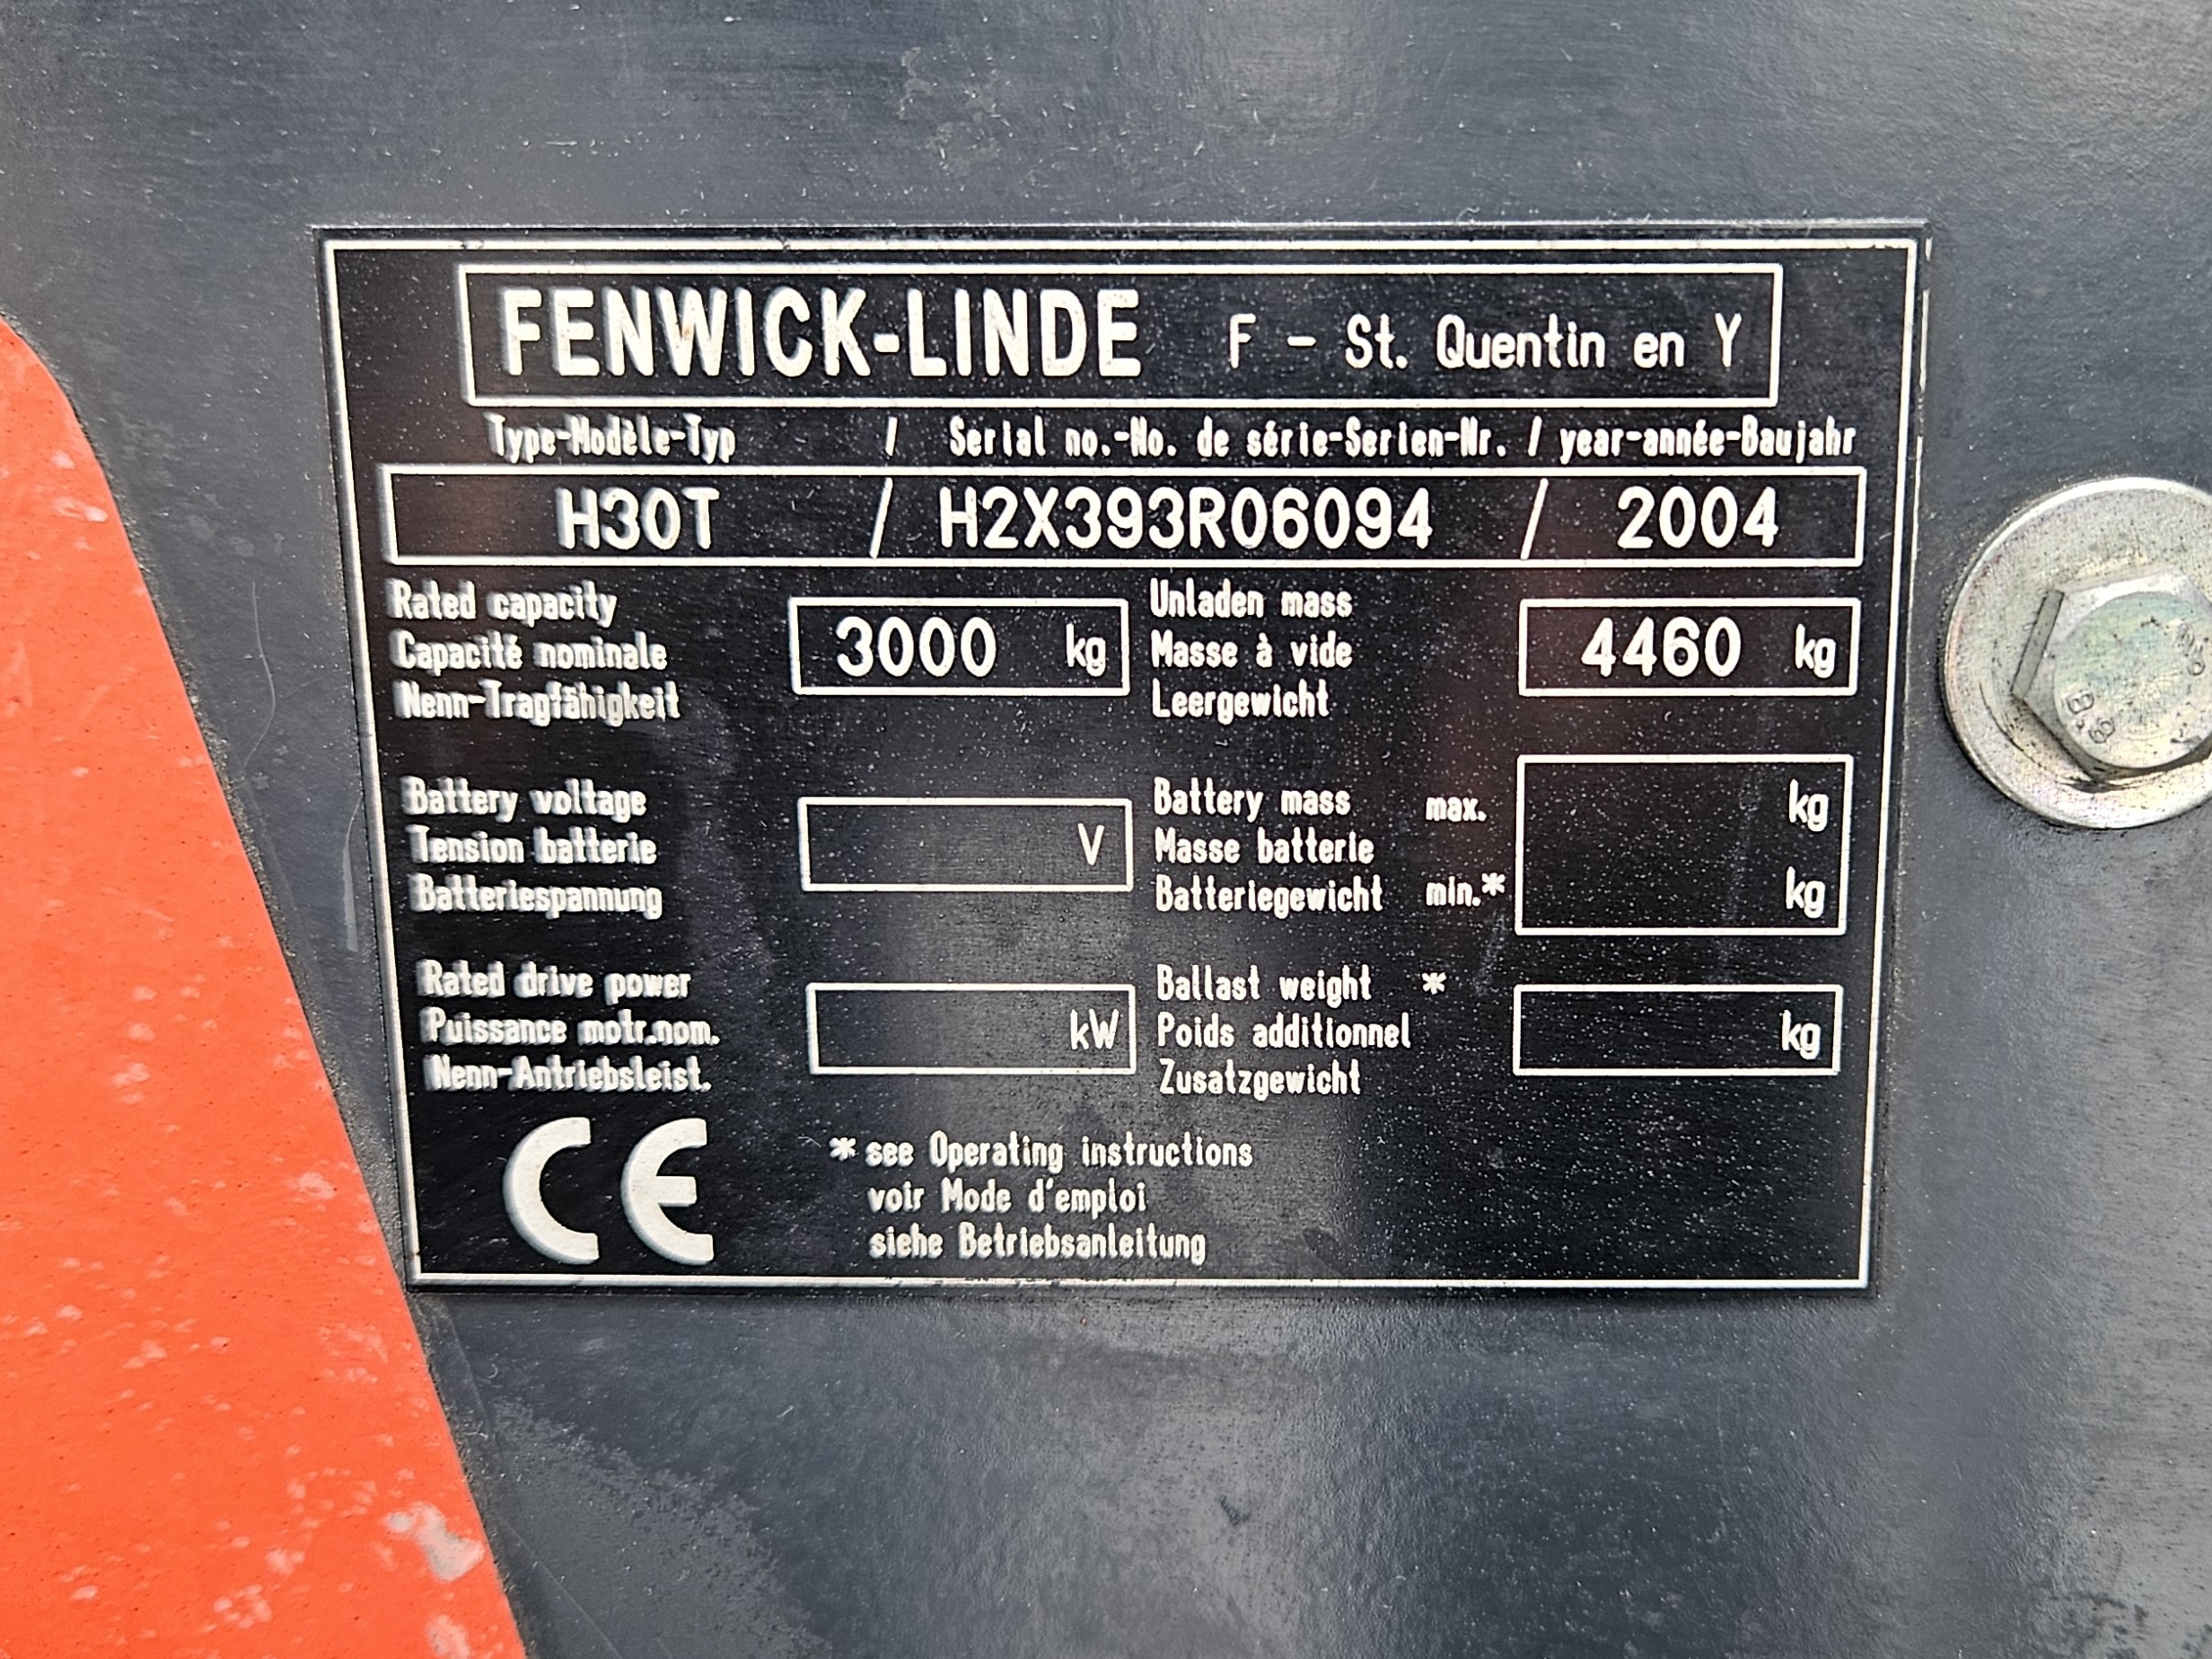 FENWICK-LINDE F - St. Quentin en Y
Type-Modèle-Typ / Serial no.-No. de série-Serien-Nr. / year-année-Baujahr
H30T / H2X393R06094 / 2004
Rated capacity
Capacité nominale
Nenn-Tragfähigkeit
3000 kg
Unladen mass
Masse à vide
Leergewicht
4460 kg
Battery voltage
Tension batterie
Batteriespannung
V
Battery mass max. kg
Masse batterie
Batteriegewicht min.* kg
Rated drive power
Puissance motr.nom.
Nenn-Antriebsleist.
kW
Ballast weight *
Poids additionnel
Zusatzgewicht
kg
CE
* see Operating instructions
voir Mode d'emploi
siehe Betriebsanleitung
8.8